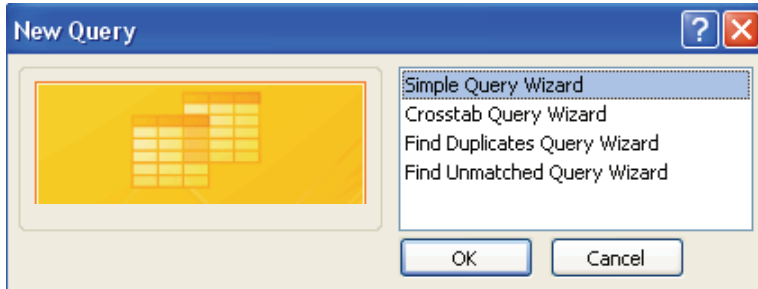 New Query
Simple Query Wizard
Crosstab Query Wizard
Find Duplicates Query Wizard
Find Unmatched Query Wizard
OK
Cancel